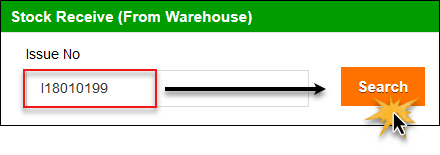 Stock Receive (From Warehouse)
Issue No
I18010199
Search